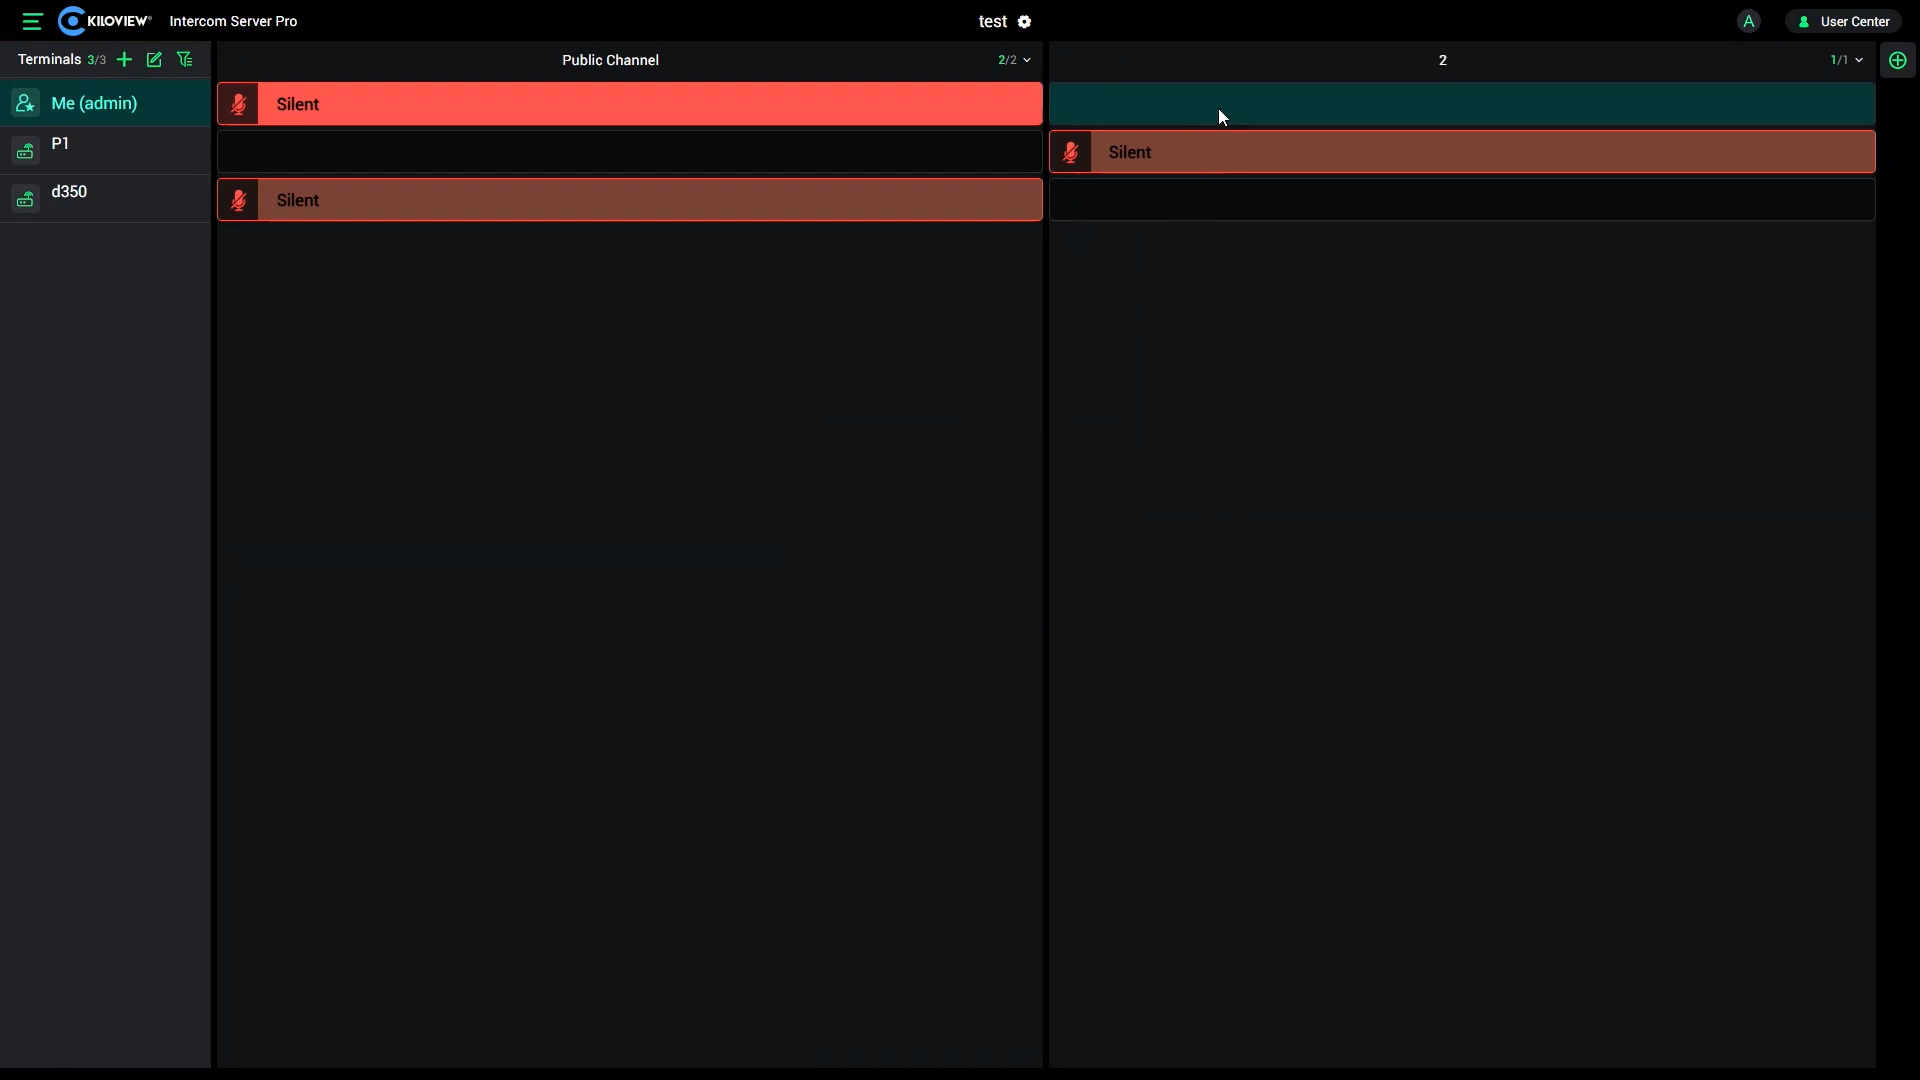 KILOVIEW® Intercom Server Pro
test
A
User Center
Terminals 3/3
Public Channel 2/2
2 1/1
Me (admin)
Silent
P1
Silent
d350
Silent